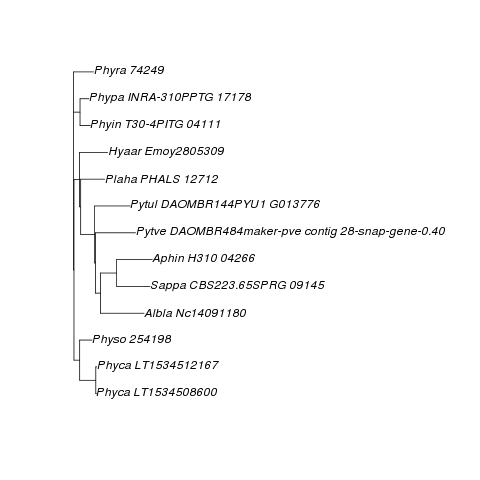 Phyra 74249
Phypa INRA-310PPTG 17178
Phyin T30-4PITG 04111
Hyaar Emoy2805309
Plaha PHALS 12712
Pytul DAOMBR144PYU1 G013776
Pytve DAOMBR484maker-pve contig 28-snap-gene-0.40
Aphin H310 04266
Sappa CBS223.65SPRG 09145
Albla Nc14091180
Physo 254198
Phyca LT1534512167
Phyca LT1534508600